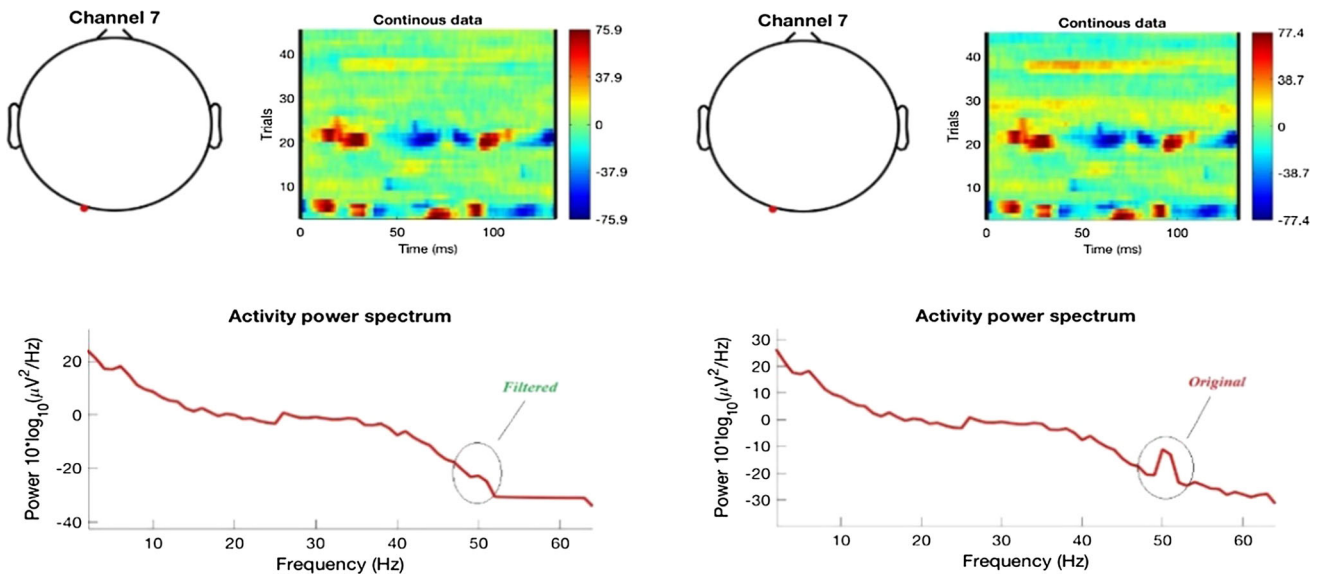 Channel 7
Continous data
Trials
40
30
20
10
0
50
100
Time (ms)
75.9
37.9
0
-37.9
-75.9
Channel 7
Continous data
Trials
40
30
20
10
0
50
100
Time (ms)
77.4
38.7
0
-38.7
-77.4
Activity power spectrum
Power 10*log10(μV2/Hz)
20
0
-20
-40
Filtered
10
20
30
40
50
60
Frequency (Hz)
Activity power spectrum
Power 10*log10(μV2/Hz)
30
20
10
0
-10
-20
-30
Original
10
20
30
40
50
60
Frequency (Hz)